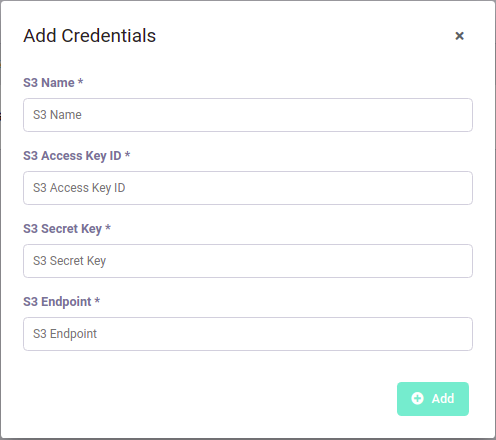 Add Credentials
S3 Name *
S3 Name
S3 Access Key ID *
S3 Access Key ID
S3 Secret Key *
S3 Secret Key
S3 Endpoint *
S3 Endpoint
Add